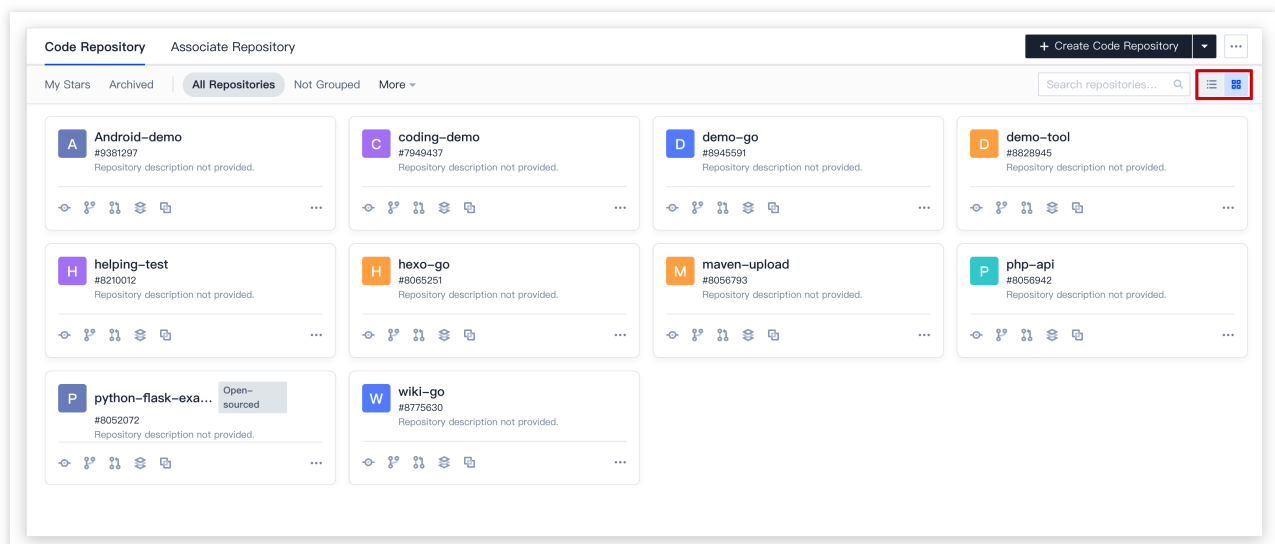 Code Repository Associate Repository + Create Code Repository ...
My Stars Archived All Repositories Not Grouped More Search repositories...
A Android-demo
#9381297
Repository description not provided.
C coding-demo
#7949437
Repository description not provided.
D demo-go
#8945591
Repository description not provided.
D demo-tool
#8828945
Repository description not provided.
H helping-test
#8210012
Repository description not provided.
H hexo-go
#8065251
Repository description not provided.
M maven-upload
#8056793
Repository description not provided.
P php-api
#8056942
Repository description not provided.
P python-flask-exa... Open-
sourced
#8052072
Repository description not provided.
W wiki-go
#8775630
Repository description not provided.